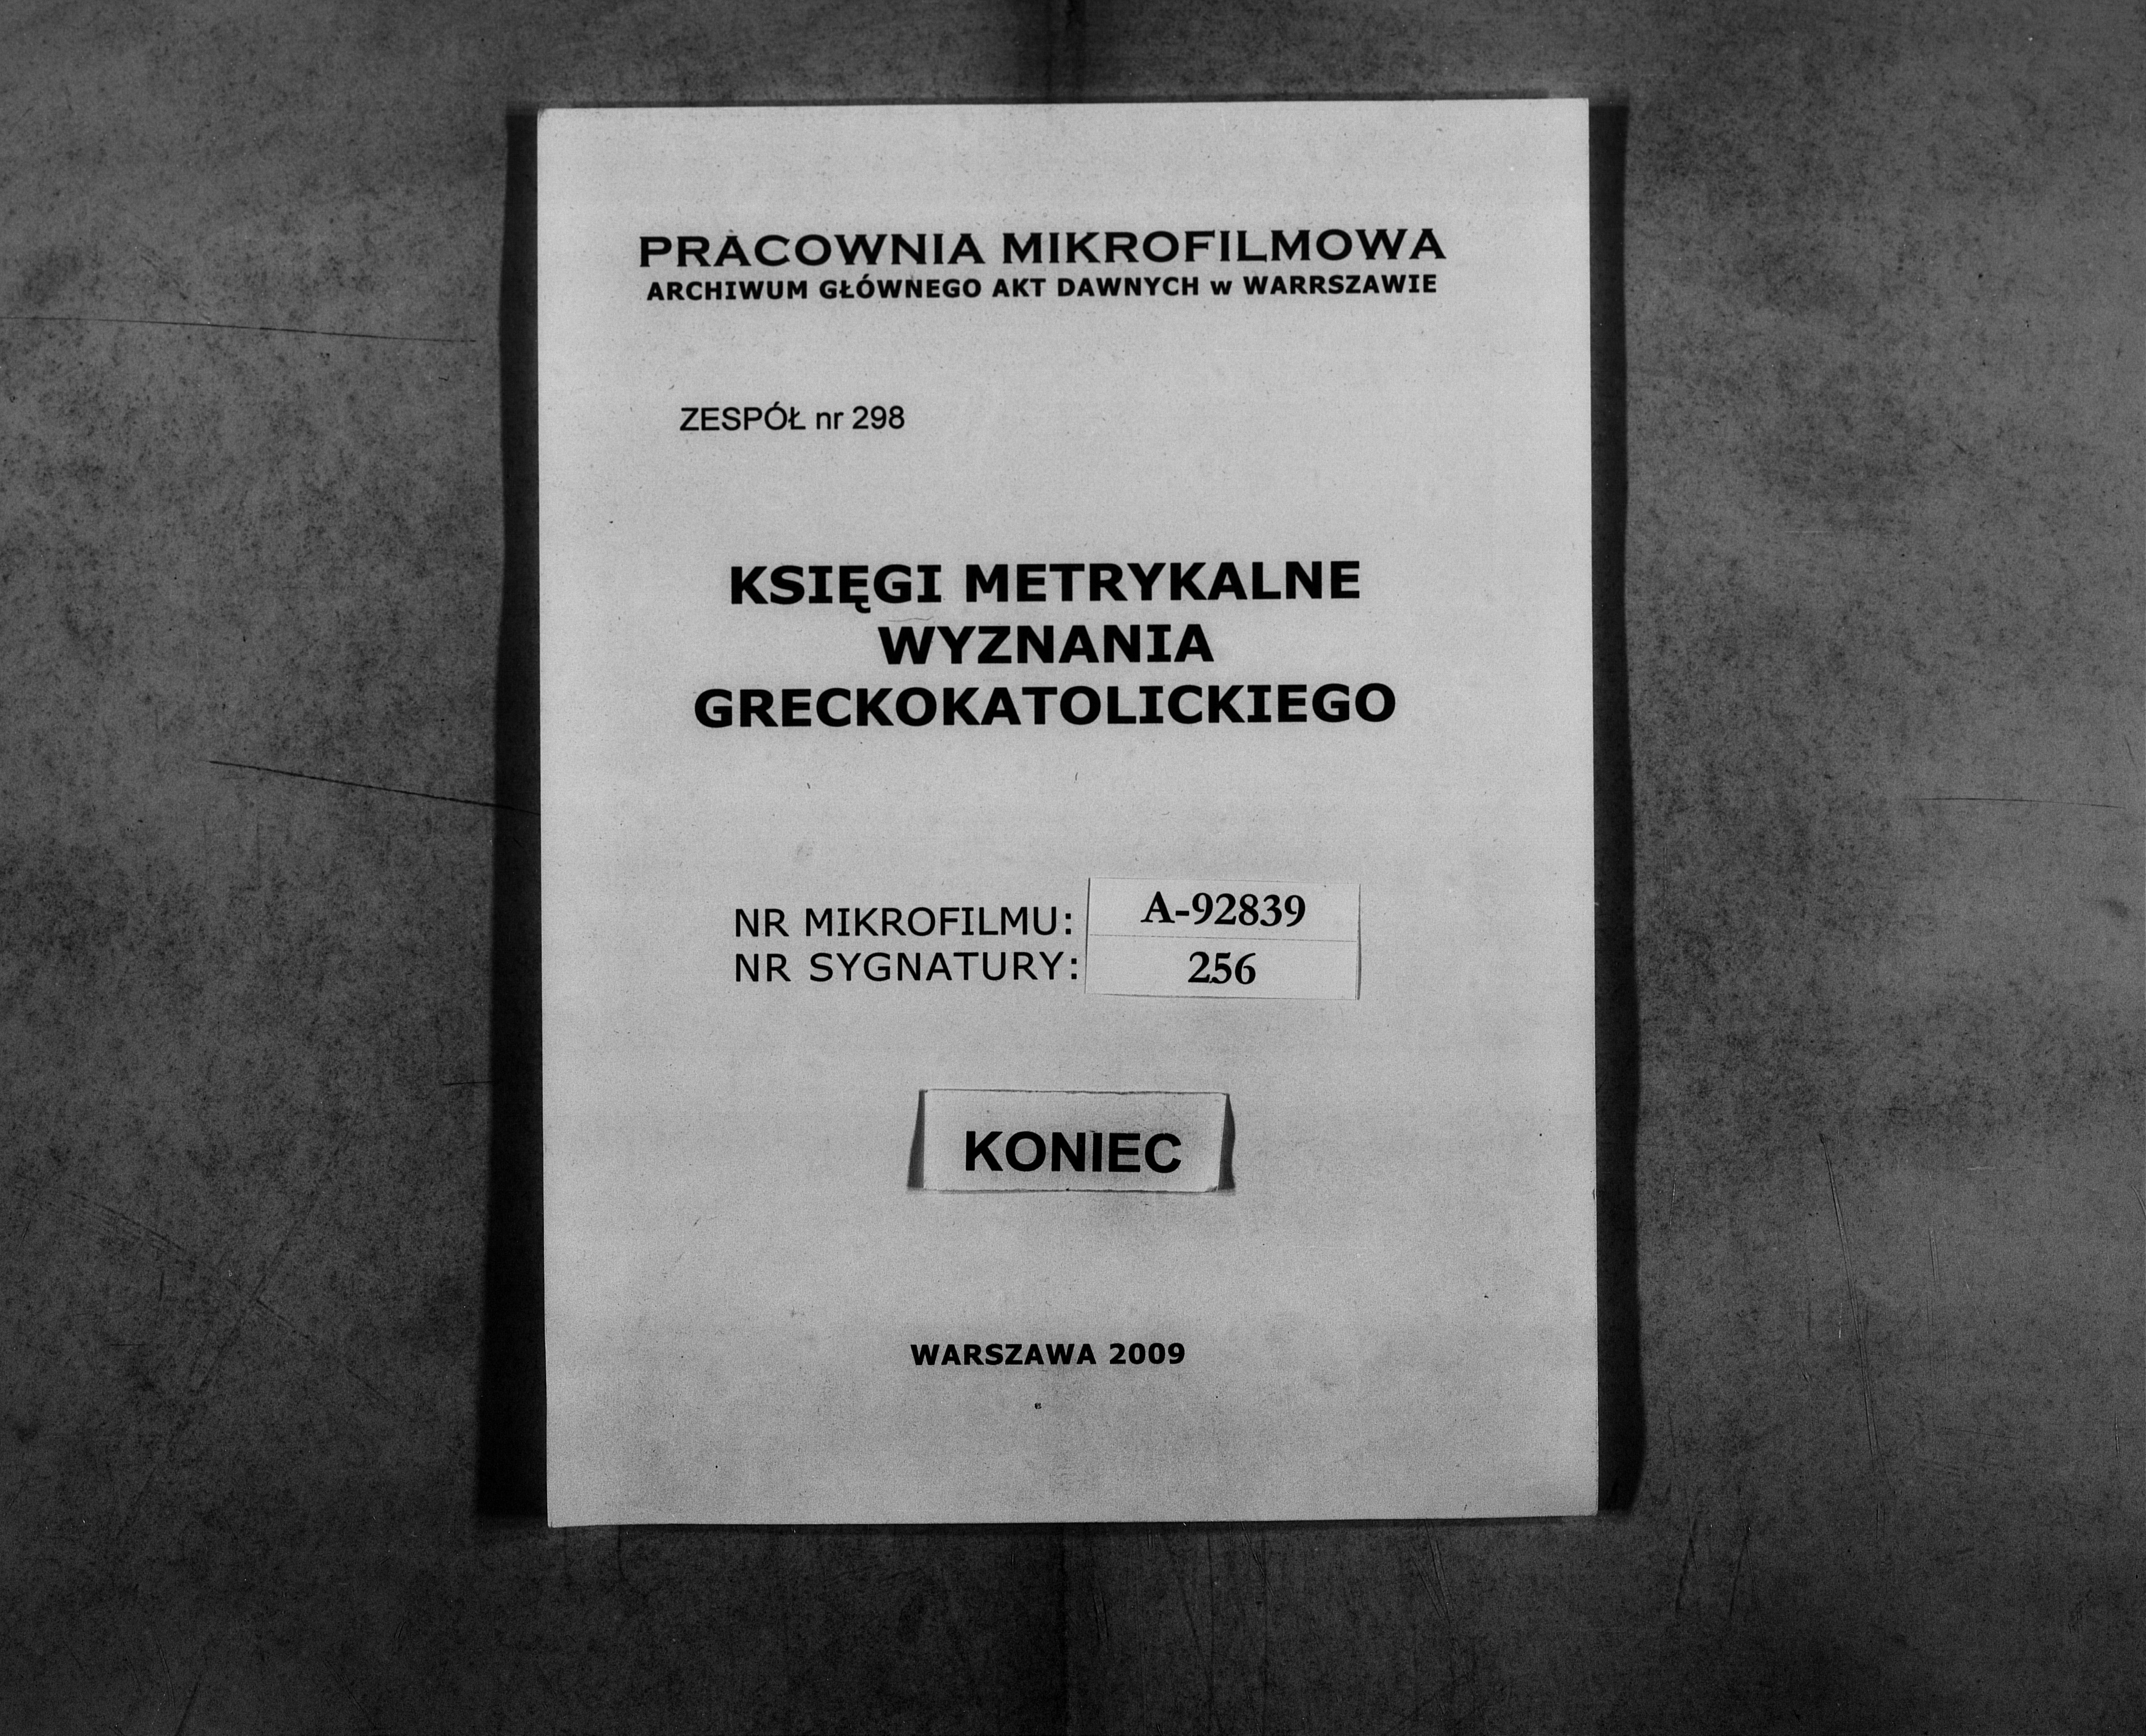 PRACOWNIA MIKROFILMOWA
ARCHIWUM GŁÓWNEGO AKT DAWNYCH w WARRSZAWIE
ZESPÓŁ nr 298
KSIĘGI METRYKALNE
WYZNANIA
GRECKOKATOLICKIEGO
NR MIKROFILMU: A-92839
NR SYGNATURY: 256
KONIEC
WARSZAWA 2009